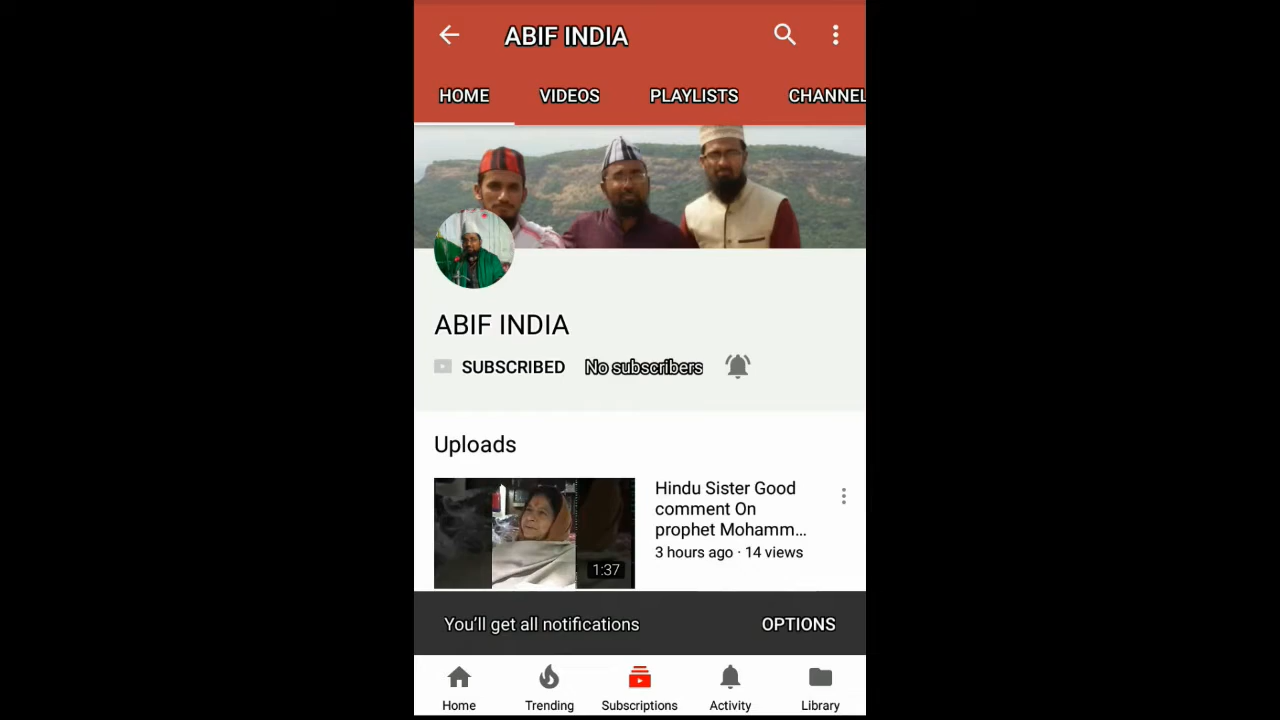 ABIF INDIA
HOME VIDEOS PLAYLISTS CHANNEL
ABIF INDIA
SUBSCRIBED No subscribers
Uploads
Hindu Sister Good
comment On
prophet Mohamm...
3 hours ago · 14 views
1:37
You'll get all notifications OPTIONS
Home Trending Subscriptions Activity Library